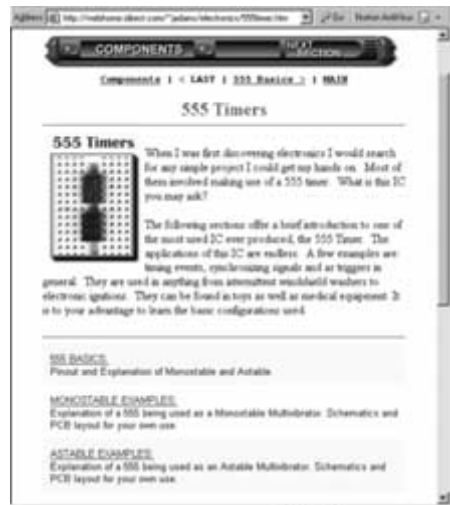 Address
COMPONENTS
NEXT
SECTION
Components | < LAST | 555 Basics > | MAIN
555 Timers
555 Timers
When I was first discovering electronics I would search
for any simple project I could get my hands on. Most of
them involved making use of a 555 timer. What is this IC
you may ask?
The following sections offer a brief introduction to one of
the most used IC ever produced, the 555 Timer. The
applications of this IC are endless. A few examples are:
timing events, synchronizing signals and as triggers in
general. They are used in anything from intermittent windshield washers to
electronic ignitions. They can be found in toys as well as medical equipment. It
is to your advantage to learn the basic configurations used.
555 BASICS:
Pinout and Explanation of Monostable and Astable.
MONOSTABLE EXAMPLES:
Explanation of a 555 being used as a Monostable Multivibrator. Schematics and
PCB layout for your own use.
ASTABLE EXAMPLES:
Explanation of a 555 being used as an Astable Multivibrator. Schematics and
PCB layout for your own use.